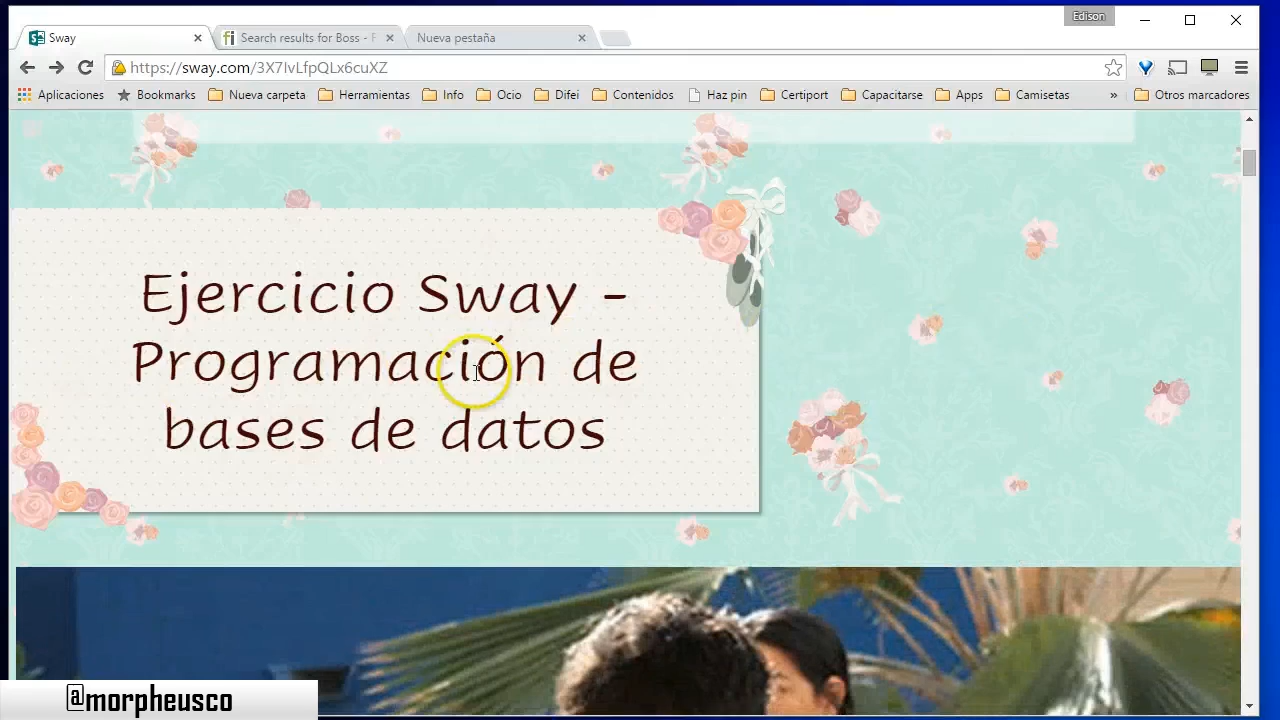 Edison
Sway
Search results for Boss - F
Nueva pestaña
https://sway.com/3X7IvLfpQLx6cuXZ
Aplicaciones
Bookmarks
Nueva carpeta
Herramientas
Info
Ocio
Difei
Contenidos
Haz pin
Certiport
Capacitarse
Apps
Camisetas
»
Otros marcadores
Ejercicio Sway -
Programación de
bases de datos
@morpheusco